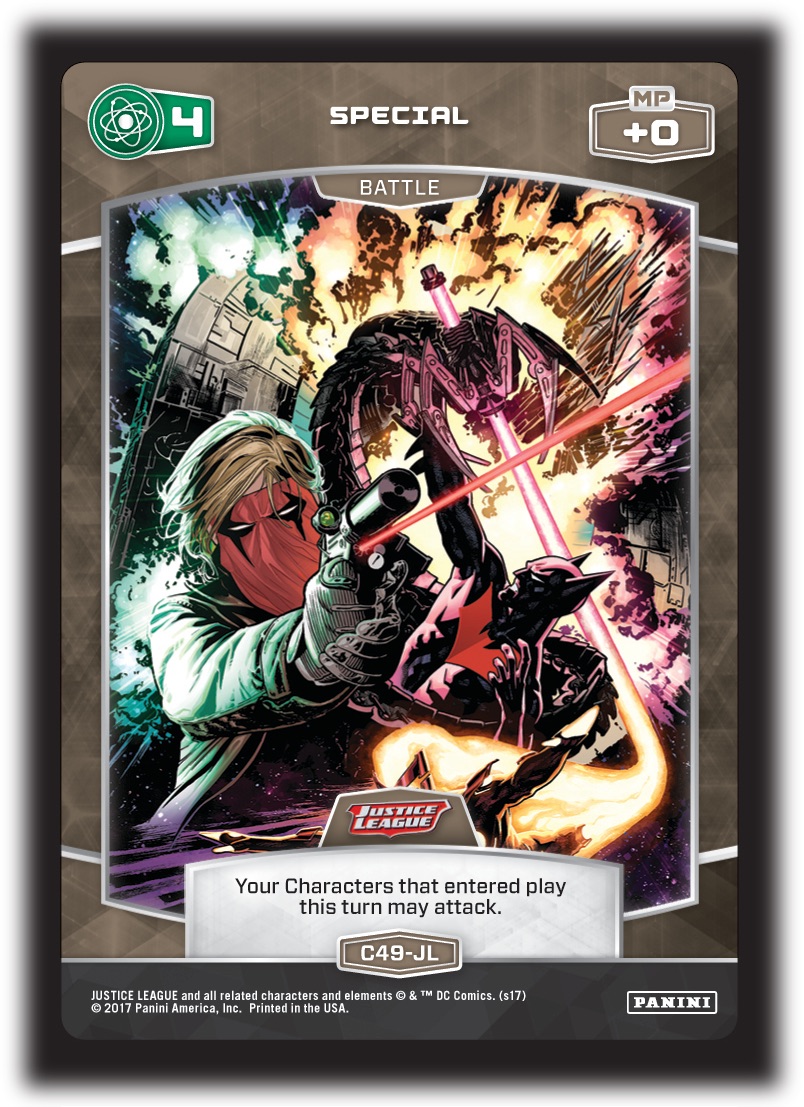 4
SPECIAL
MP
+0
BATTLE
JUSTICE
LEAGUE
Your Characters that entered play
this turn may attack.
C49-JL
JUSTICE LEAGUE and all related characters and elements © & ™ DC Comics. (s17)
© 2017 Panini America, Inc. Printed in the USA.
PANINI